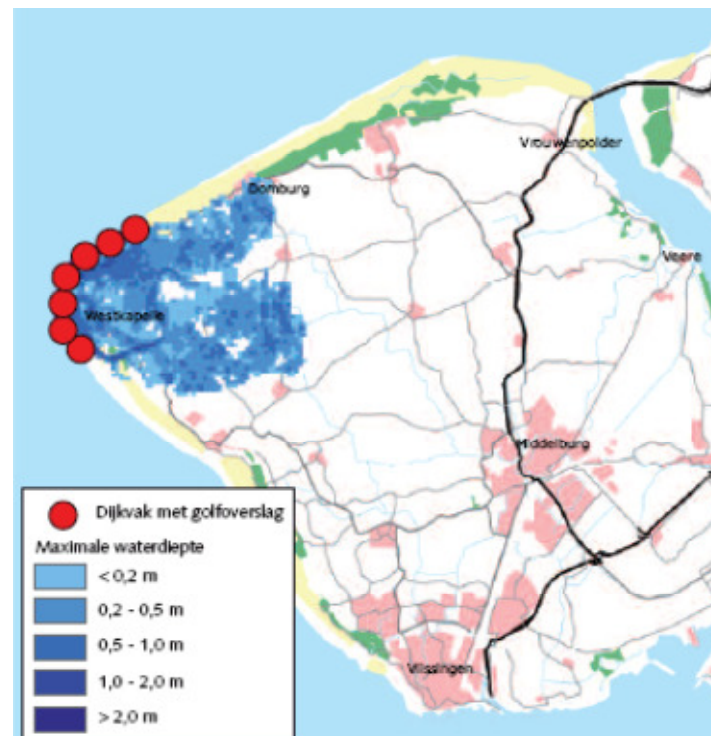 Vrouwenpolder
Domburg
Veere
Westkapelle
Middelburg
Vlissingen
Dijkvak met golfoverslag
Maximale waterdiepte
< 0,2 m
0,2 - 0,5 m
0,5 - 1,0 m
1,0 - 2,0 m
> 2,0 m